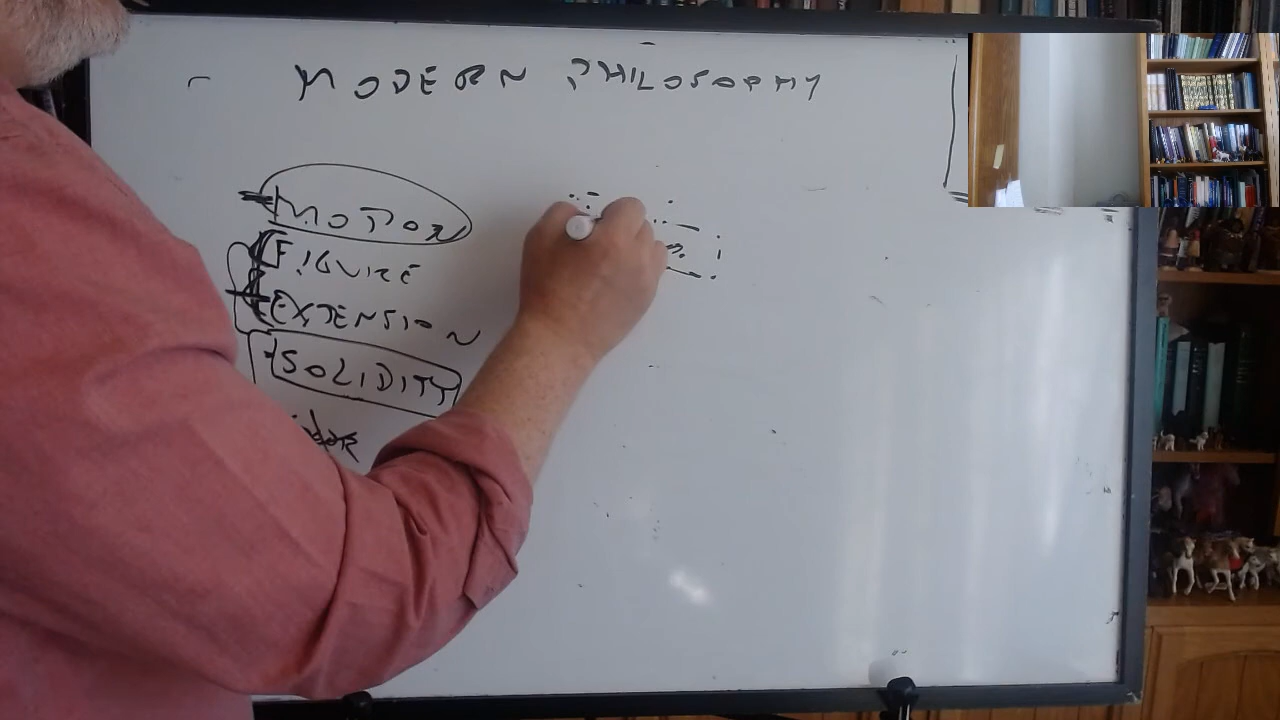 MODERN PHILOSOPHY
MOTION
FIGURE
EXTENSION
SOLIDITY